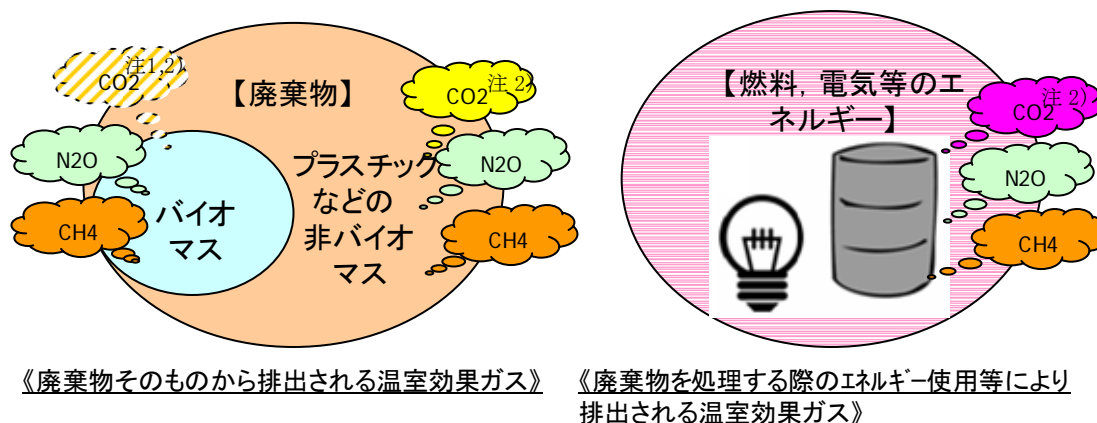 注1,2)
CO2
N2O
CH4
バイオ
マス
【廃棄物】
プラスチック
などの
非バイオ
マス
CO2 注 2)
N2O
CH4
《廃棄物そのものから排出される温室効果ガス》
【燃料，電気等のエ
ネルギー】
CO2 注 2)
N2O
CH4
《廃棄物を処理する際のｴﾈﾙｷﾞｰ使用等により
排出される温室効果ガス》